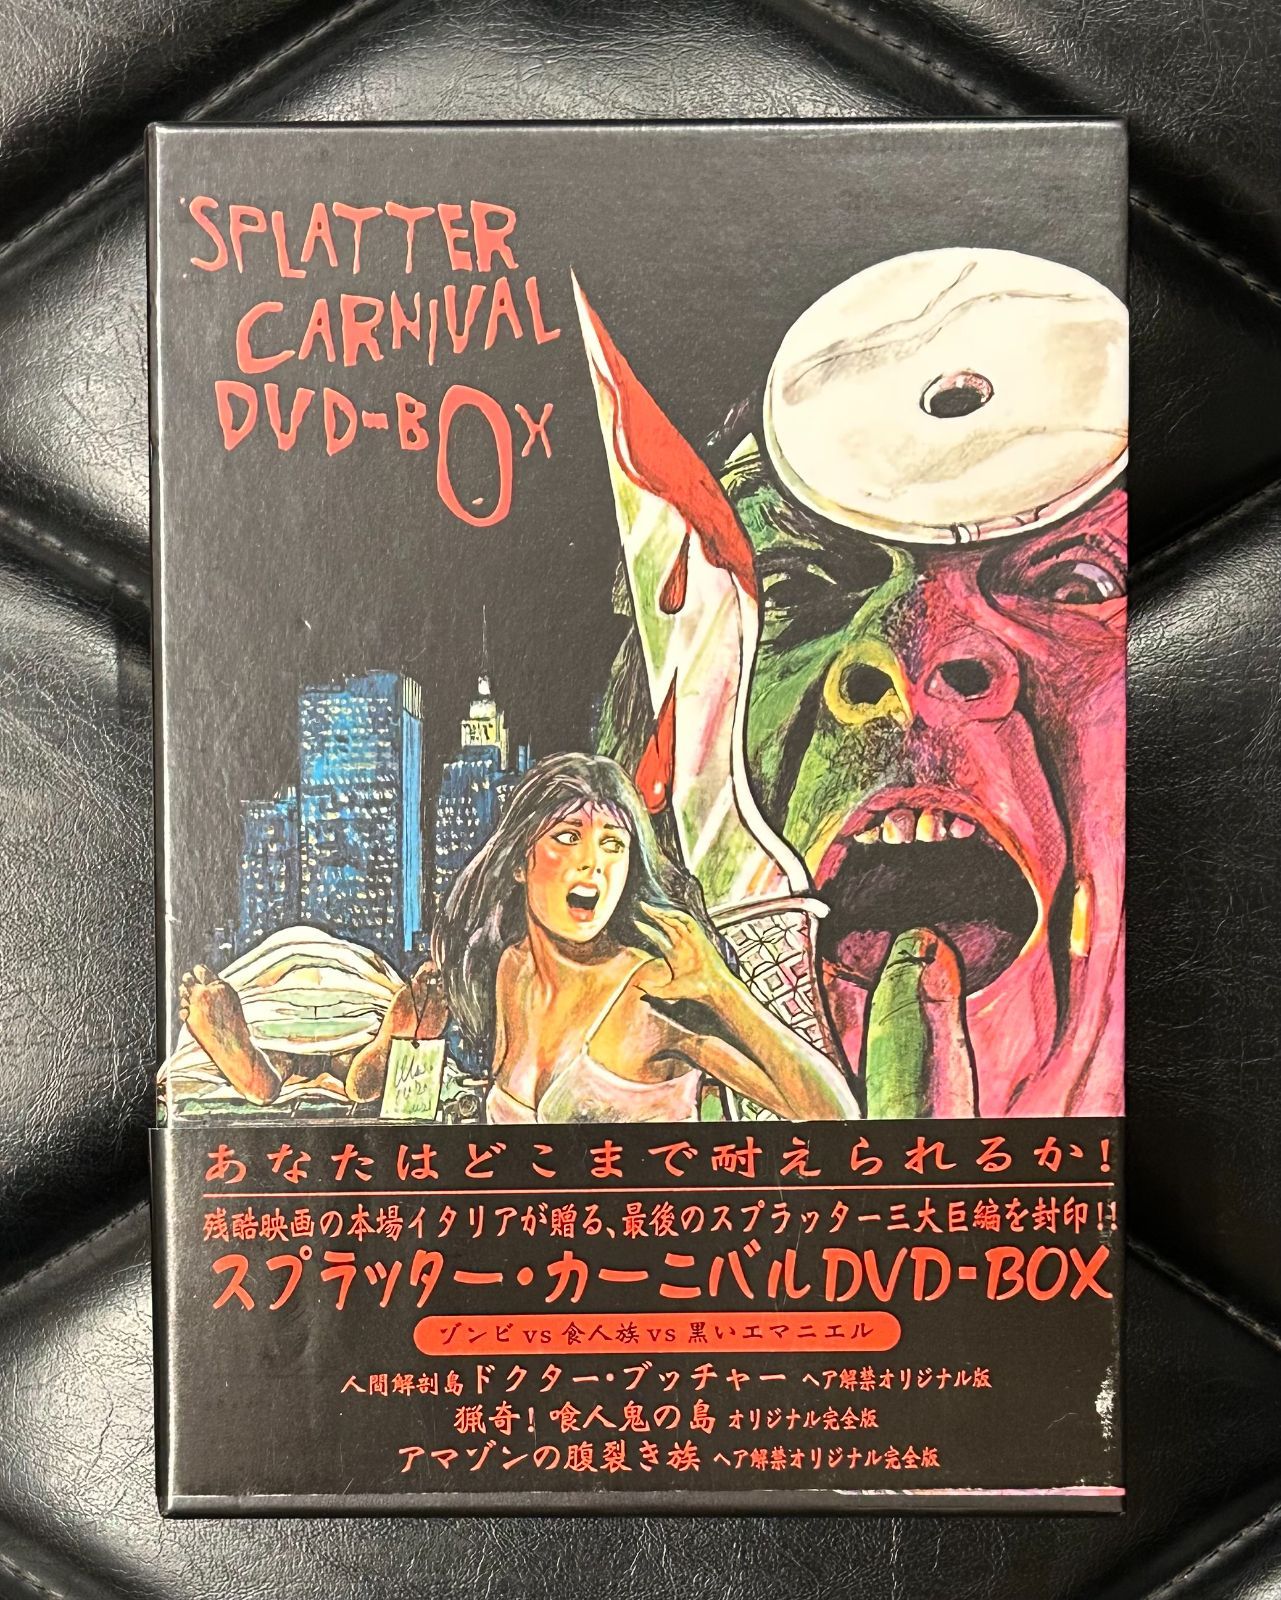 SPLATTER
CARNIVAL
DVD-BOX
あなたはどこまで耐えられるか!
残酷映画の本場イタリアが贈る、最後のスプラッター三大巨編を封印!!
スプラッター・カーニバルDVD-BOX
ゾンビvs食人族vs黒いエマニエル
人間解剖島ドクター・ブッチャー ヘア解禁オリジナル版
猟奇!喰人鬼の島 オリジナル完全版
アマゾンの腹裂き族 ヘア解禁オリジナル完全版